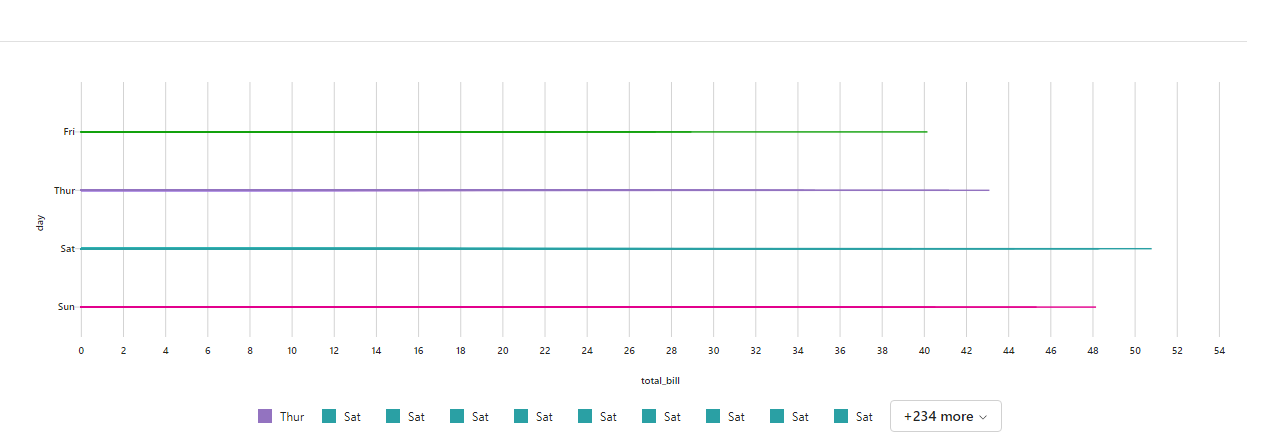 Fri
Thur
Sat
Sun
day
0 2 4 6 8 10 12 14 16 18 20 22 24 26 28 30 32 34 36 38 40 42 44 46 48 50 52 54
total_bill
Thur Sat Sat Sat Sat Sat Sat Sat Sat Sat +234 more